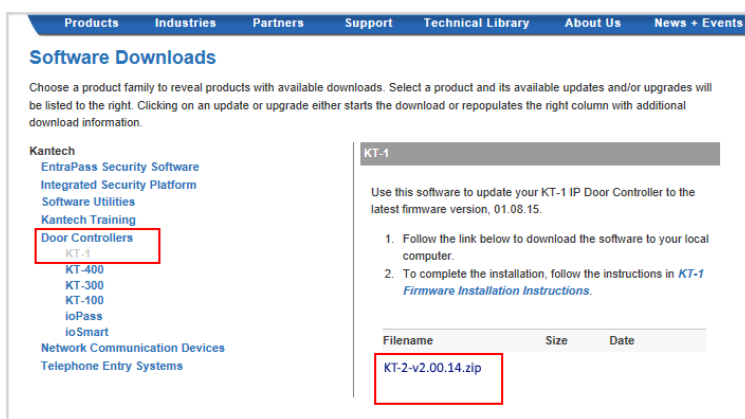 Products Industries Partners Support Technical Library About Us News + Events
Software Downloads
Choose a product family to reveal products with available downloads. Select a product and its available updates and/or upgrades will
be listed to the right. Clicking on an update or upgrade either starts the download or repopulates the right column with additional
download information.
Kantech
EntraPass Security Software
Integrated Security Platform
Software Utilities
Kantech Training
Door Controllers
KT-1
KT-400
KT-300
KT-100
ioPass
ioSmart
Network Communication Devices
Telephone Entry Systems
KT-1
Use this software to update your KT-1 IP Door Controller to the
latest firmware version, 01.08.15.
1. Follow the link below to download the software to your local
computer.
2. To complete the installation, follow the instructions in KT-1
Firmware Installation Instructions.
Filename Size Date
KT-2-v2.00.14.zip